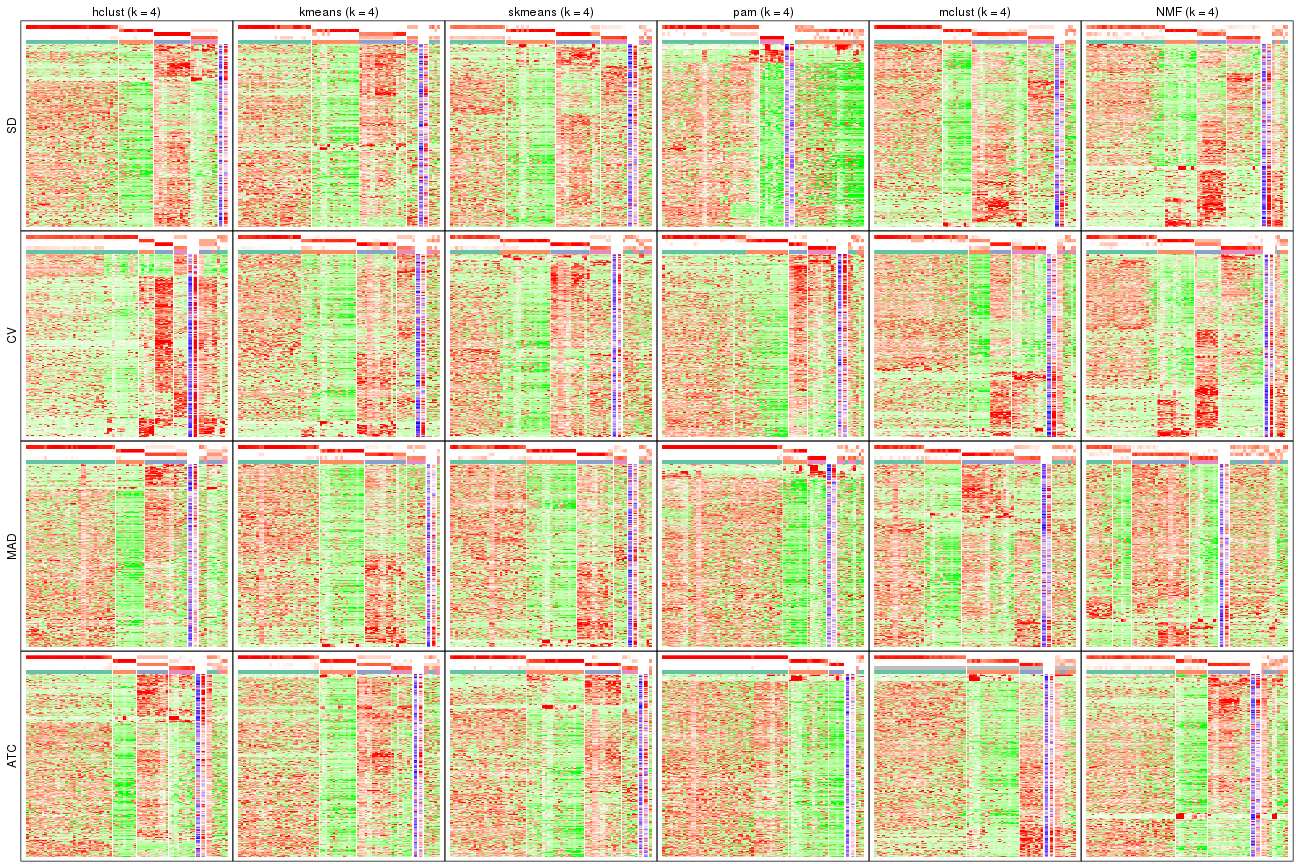 hclust (k = 4) kmeans (k = 4) skmeans (k = 4) pam (k = 4) mclust (k = 4) NMF (k = 4)
SD
CV
MAD
ATC